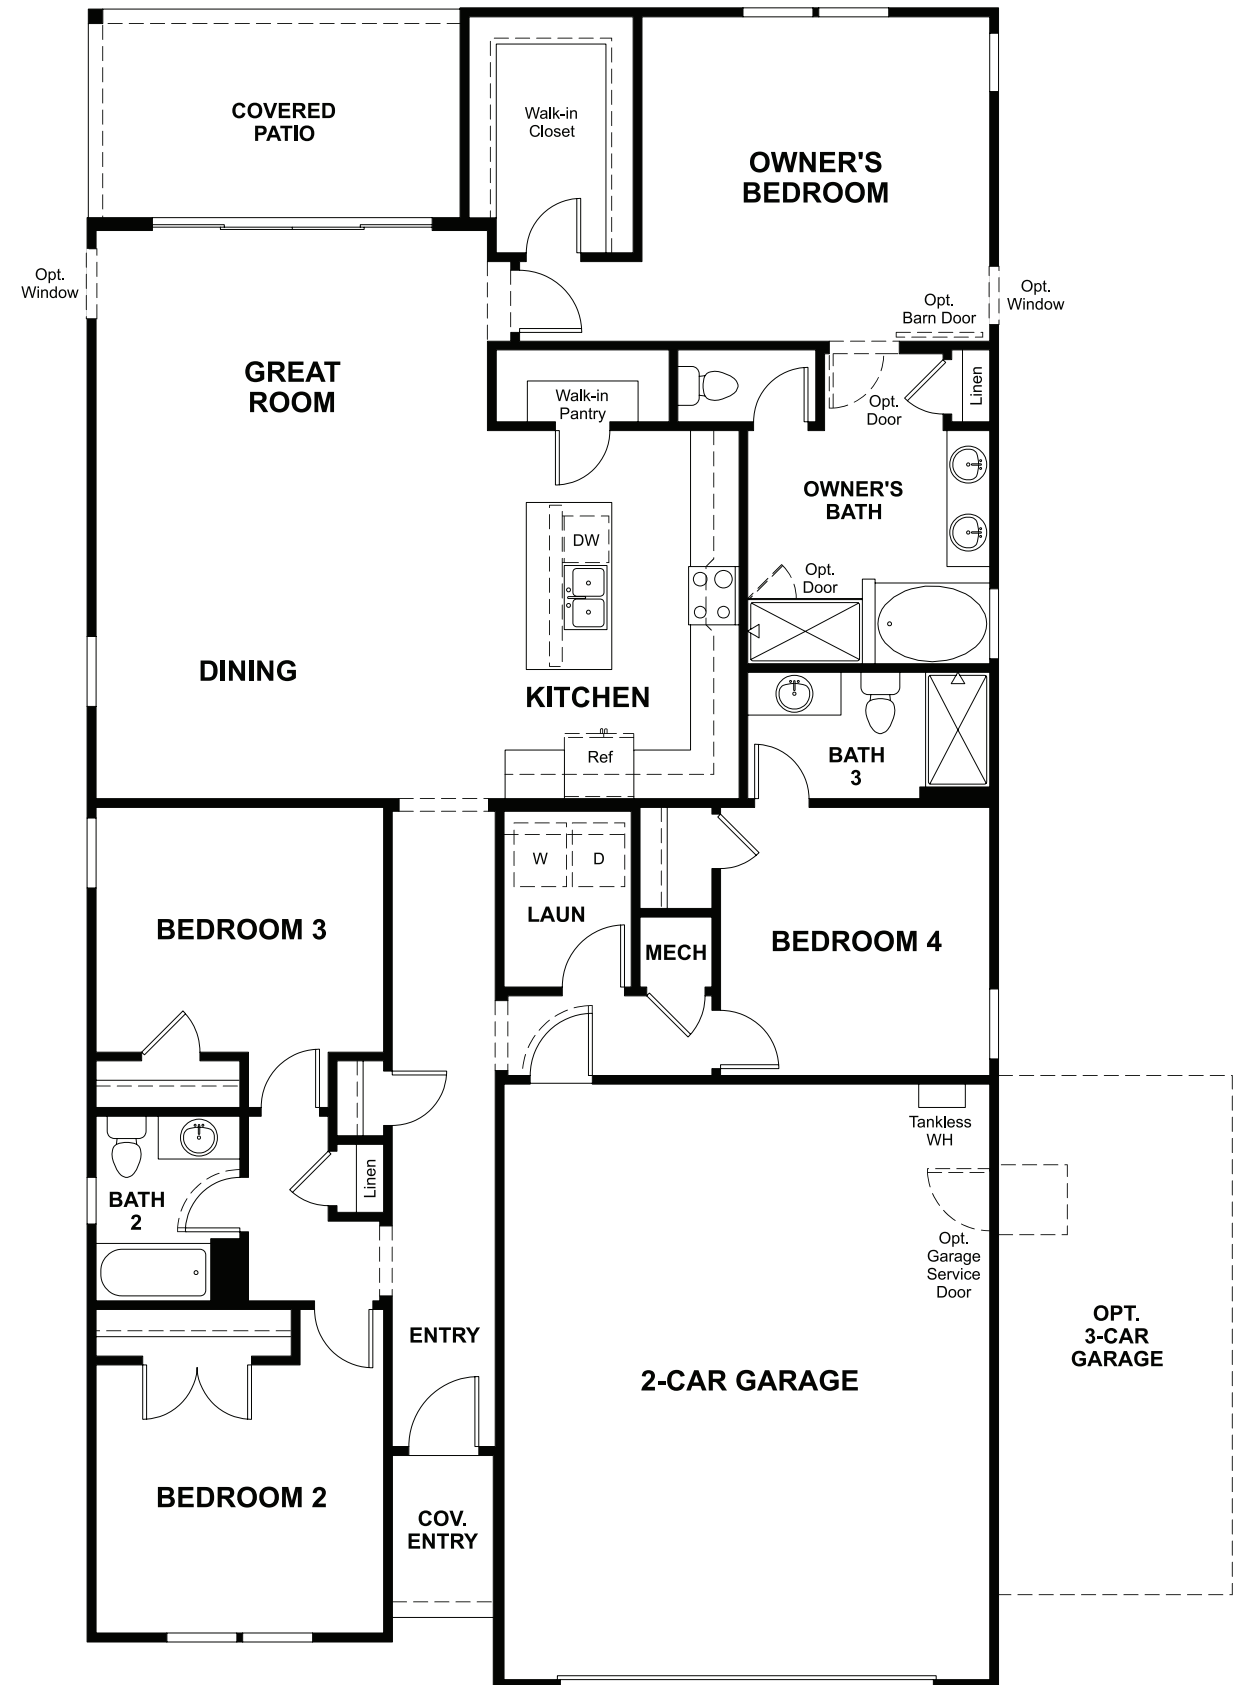 COVERED
PATIO
Walk-in
Closet
OWNER'S
BEDROOM
Opt.
Window
Opt.
Barn Door
Opt.
Window
GREAT
ROOM
Walk-in
Pantry
Opt.
Door
Linen
OWNER'S
BATH
DW
Opt.
Door
DINING
KITCHEN
Ref
BATH
3
W
D
LAUN
BEDROOM 3
MECH
BEDROOM 4
Tankless
WH
Linen
BATH
2
Opt.
Garage
Service
Door
ENTRY
OPT.
3-CAR
GARAGE
2-CAR GARAGE
BEDROOM 2
COV.
ENTRY